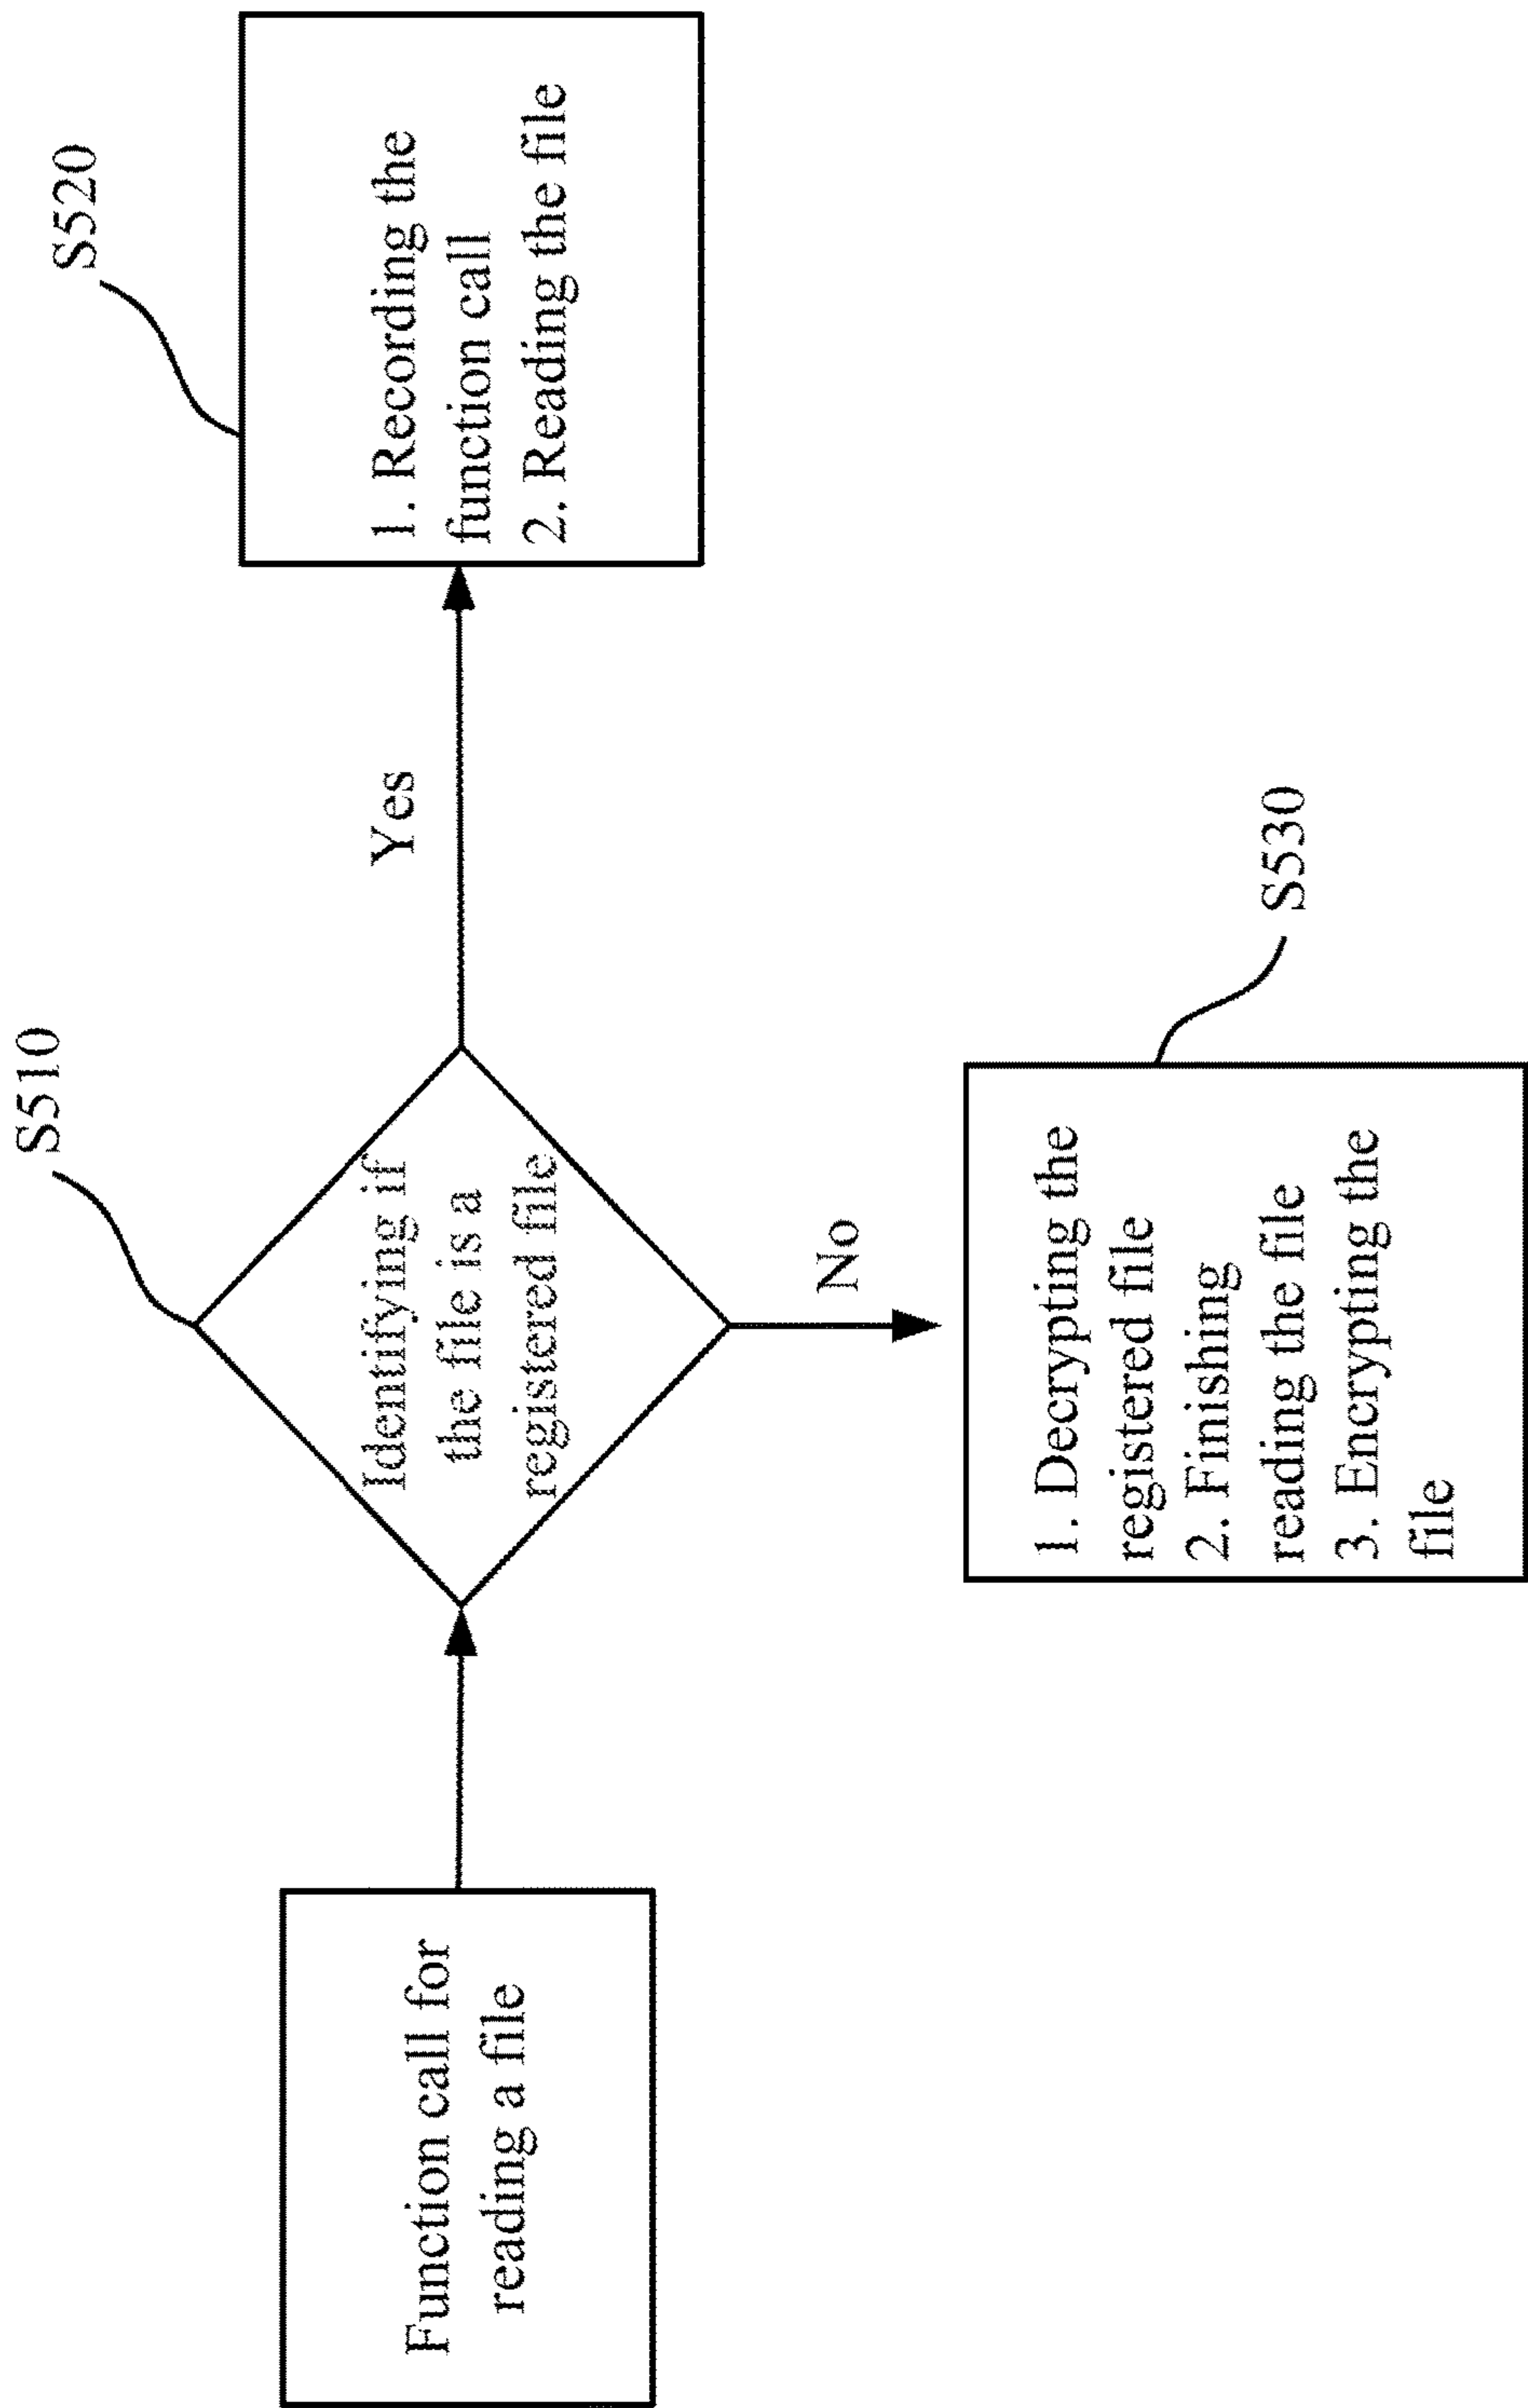 Function call for
reading a file
S510
Identifying if
the file is a
registered file
Yes
S520
1. Recording the
function call
2. Reading the file
No
S530
1. Decrypting the
registered file
2. Finishing
reading the file
3. Encrypting the
file